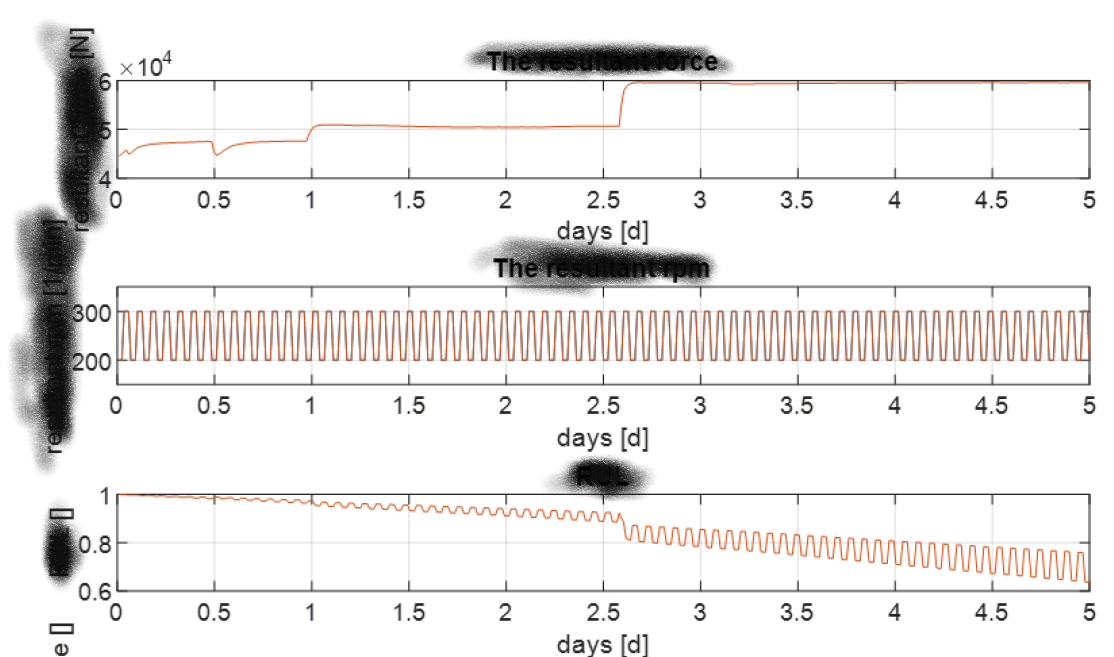 The resultant force
×10⁴
[N]
6
5
4
0 0.5 1 1.5 2 2.5 3 3.5 4 4.5 5
days [d]
The resultant rpm
[1/min]
300
200
0 0.5 1 1.5 2 2.5 3 3.5 4 4.5 5
days [d]
RUL
[]
1
0.8
0.6
0 0.5 1 1.5 2 2.5 3 3.5 4 4.5 5
days [d]
e []